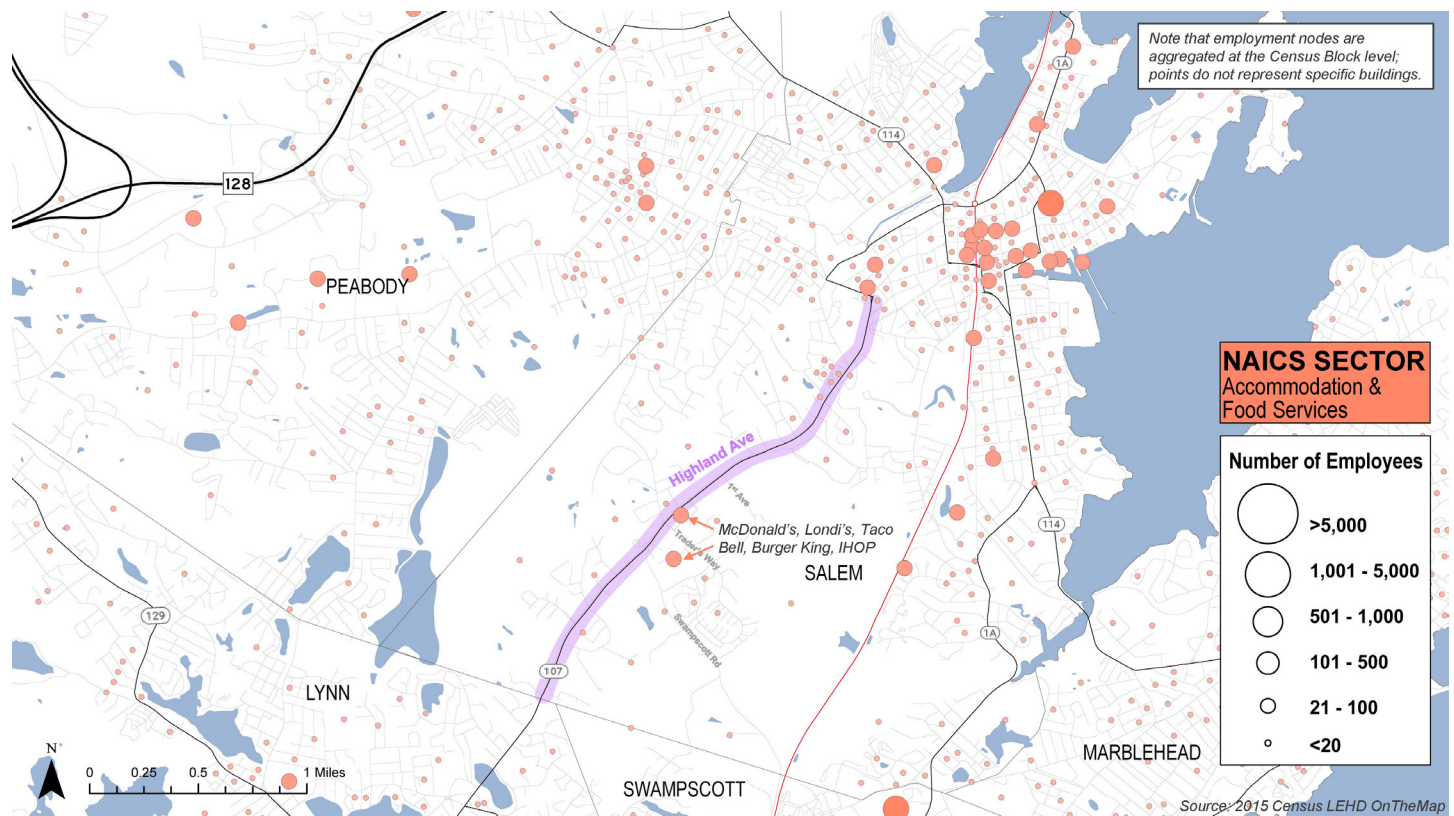 Note that employment nodes are
aggregated at the Census Block level;
points do not represent specific buildings.
1A
114
128
PEABODY
NAICS SECTOR
Accommodation &
Food Services
Number of Employees
>5,000
1,001 - 5,000
501 - 1,000
101 - 500
21 - 100
<20
Highland Ave
1st Ave
McDonald's, Londi's, Taco
Bell, Burger King, IHOP
Trader's Way
SALEM
114
129
Swampscott Rd
1A
107
LYNN
MARBLEHEAD
N
0 0.25 0.5 1 Miles
SWAMPSCOTT
Source: 2015 Census LEHD OnTheMap